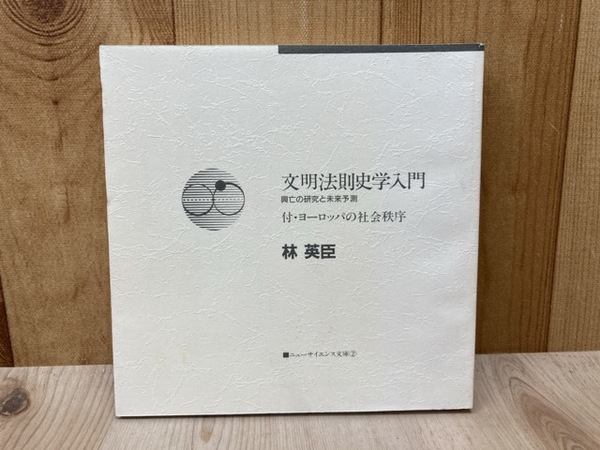 文明法則史学入門
興亡の研究と未来予測
付・ヨーロッパの社会秩序
林 英臣
■ニューサイエンス文庫②